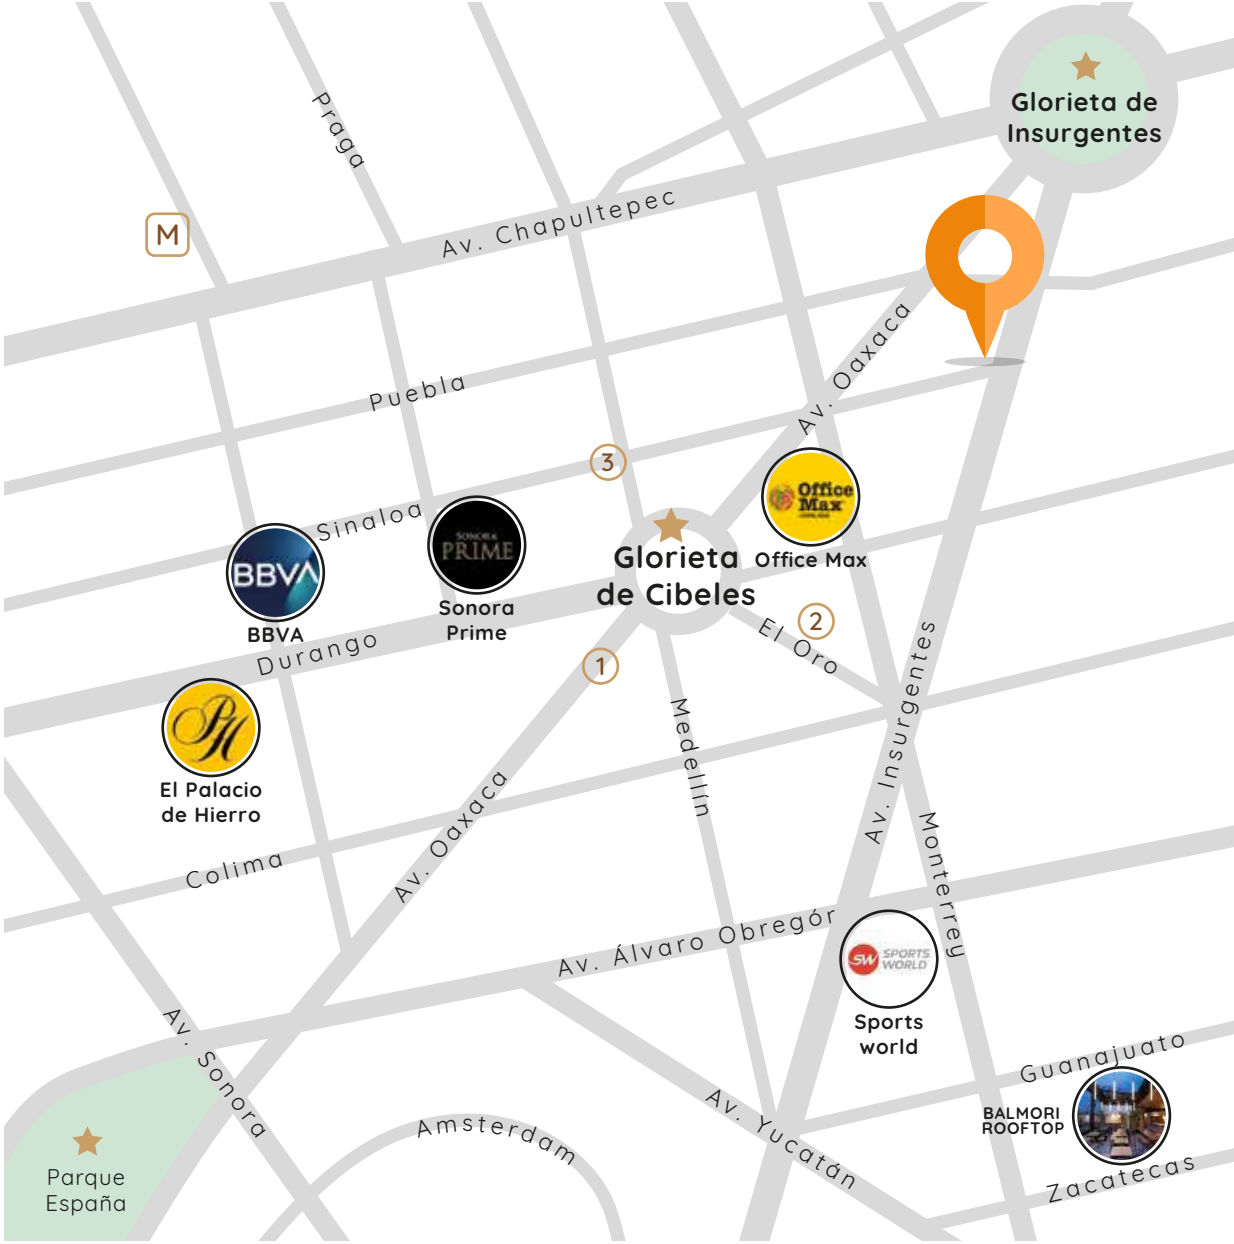 Glorieta de
Insurgentes
Praga
M
Av. Chapultepec
Puebla
Av. Oaxaca
3
Office
Max
Sinaloa
SONORA
PRIME
BBVA
Glorieta
de Cibeles
Office Max
Sonora
Prime
BBVA
Durango
El Oro
2
1
PH
Medellín
Av. Insurgentes
El Palacio
de Hierro
Av. Oaxaca
Colima
Monterrey
Av. Álvaro Obregór
SW SPORTS
WORLD
Sports
world
Av. Sonora
Guanajuato
BALMORI
ROOFTOP
Av. Yucatán
Amsterdam
Parque
España
Zacatecas